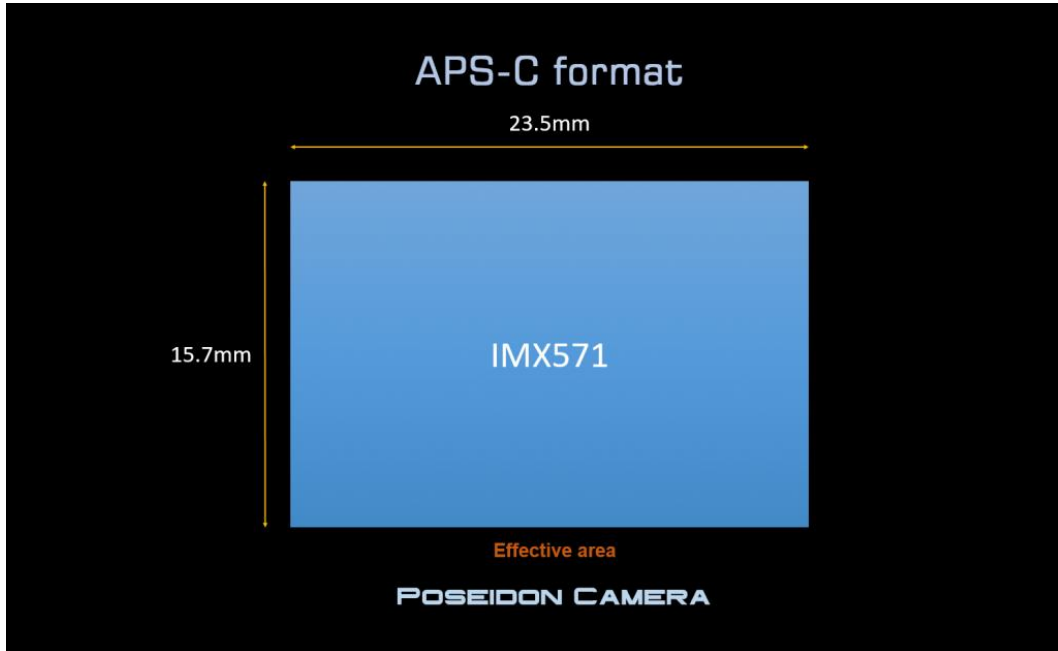 APS-C format
23.5mm
15.7mm
IMX571
Effective area
POSEIDON CAMERA